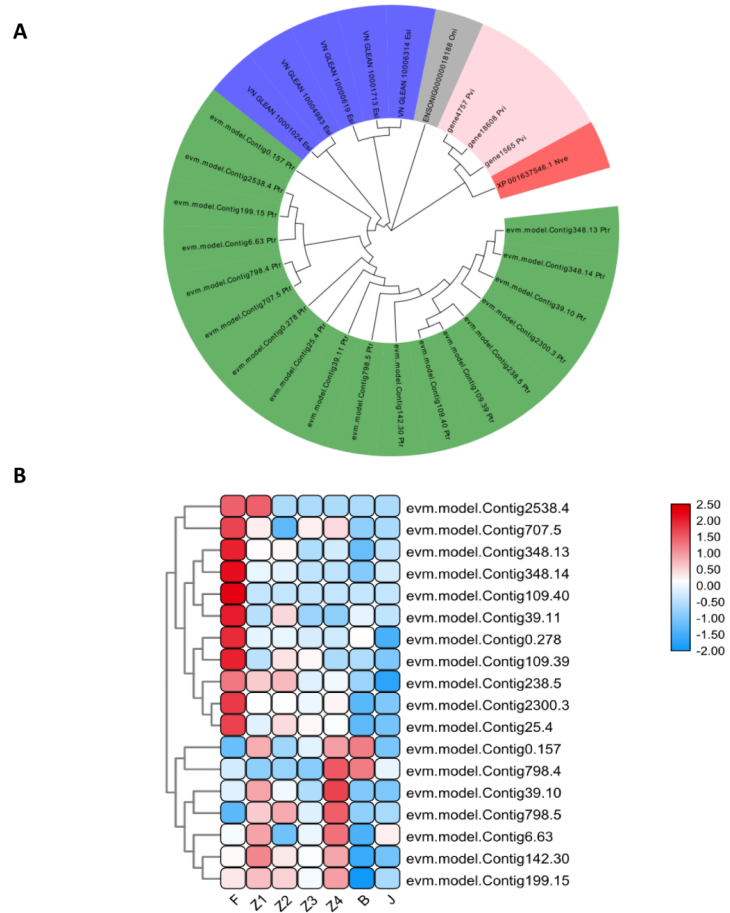 A
VN GLEAN 10001024 Esi
VN GLEAN 10004983 Esi
VN GLEAN 10000619 Esi
VN GLEAN 10001713 Esi
VN GLEAN 10006314 Esi
ENSONIG00000018188 Oni
gene4757 Pvi
gene18608 Pvi
gene1565 Pvi
XP 001637546.1 Nve
evm.model.Contig348.13 Ptr
evm.model.Contig348.14 Ptr
evm.model.Contig39.10 Ptr
evm.model.Contig2300.3 Ptr
evm.model.Contig238.5 Ptr
evm.model.Contig109.39 Ptr
evm.model.Contig109.40 Ptr
evm.model.Contig142.30 Ptr
evm.model.Contig798.5 Ptr
evm.model.Contig39.11 Ptr
evm.model.Contig25.4 Ptr
evm.model.Contig0.278 Ptr
evm.model.Contig707.5 Ptr
evm.model.Contig798.4 Ptr
evm.model.Contig6.63 Ptr
evm.model.Contig199.15 Ptr
evm.model.Contig2538.4 Ptr
evm.model.Contig0.157 Ptr
B
evm.model.Contig2538.4
evm.model.Contig707.5
evm.model.Contig348.13
evm.model.Contig348.14
evm.model.Contig109.40
evm.model.Contig39.11
evm.model.Contig0.278
evm.model.Contig109.39
evm.model.Contig238.5
evm.model.Contig2300.3
evm.model.Contig25.4
evm.model.Contig0.157
evm.model.Contig798.4
evm.model.Contig39.10
evm.model.Contig798.5
evm.model.Contig6.63
evm.model.Contig142.30
evm.model.Contig199.15
F Z1 Z2 Z3 Z4 B J
2.50
2.00
1.50
1.00
0.50
0.00
-0.50
-1.00
-1.50
-2.00